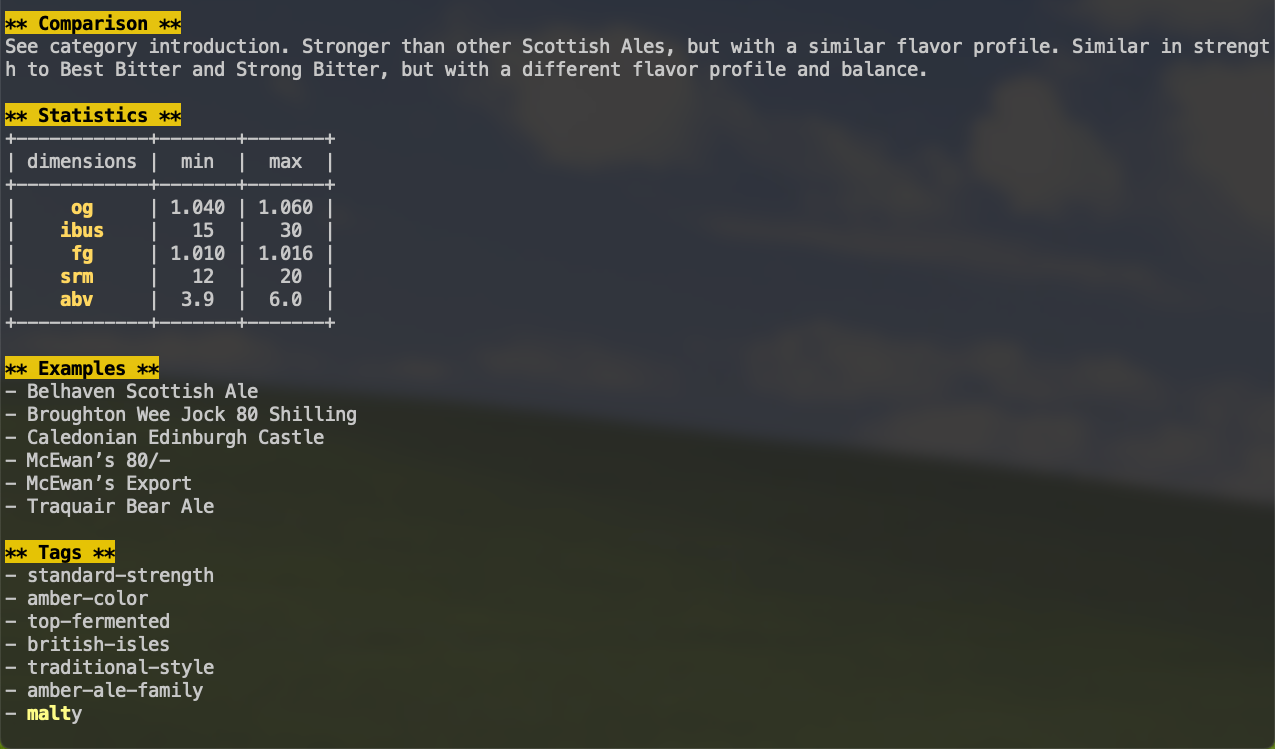 ** Comparison **
See category introduction. Stronger than other Scottish Ales, but with a similar flavor profile. Similar in strengt
h to Best Bitter and Strong Bitter, but with a different flavor profile and balance.
** Statistics **
+------------+-------+-------+
| dimensions | min | max |
+------------+-------+-------+
| og | 1.040 | 1.060 |
| ibus | 15 | 30 |
| fg | 1.010 | 1.016 |
| srm | 12 | 20 |
| abv | 3.9 | 6.0 |
+------------+-------+-------+
** Examples **
- Belhaven Scottish Ale
- Broughton Wee Jock 80 Shilling
- Caledonian Edinburgh Castle
- McEwan’s 80/-
- McEwan’s Export
- Traquair Bear Ale
** Tags **
- standard-strength
- amber-color
- top-fermented
- british-isles
- traditional-style
- amber-ale-family
- malty